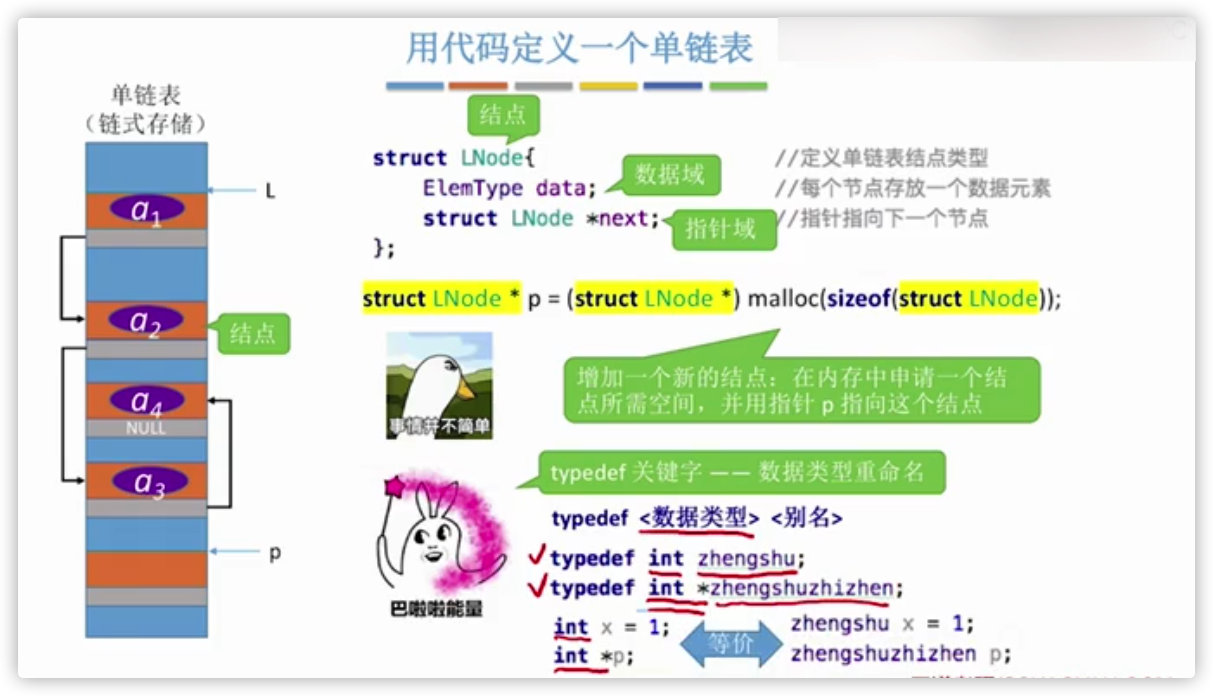 用代码定义一个单链表
单链表
（链式存储）
L
a1
a2
结点
a4
NULL
a3
p
结点
struct LNode{
ElemType data;
struct LNode *next;
};
数据域
指针域
//定义单链表结点类型
//每个节点存放一个数据元素
//指针指向下一个节点
struct LNode * p = (struct LNode *) malloc(sizeof(struct LNode));
事情并不简单
增加一个新的结点：在内存中申请一个结
点所需空间，并用指针 p 指向这个结点
巴啦啦能量
typedef 关键字 —— 数据类型重命名
typedef <数据类型> <别名>
typedef int zhengshu;
typedef int *zhengshuzhizhen;
int x = 1;
int *p;
等价
zhengshu x = 1;
zhengshuzhizhen p;